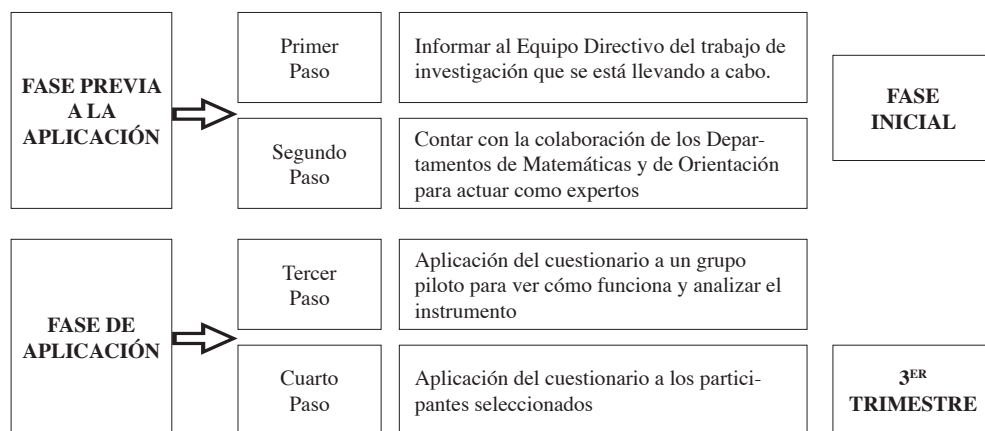 FASE PREVIA
A LA
APLICACIÓN
Primer
Paso
Informar al Equipo Directivo del trabajo de
investigación que se está llevando a cabo.
Segundo
Paso
Contar con la colaboración de los Depar-
tamentos de Matemáticas y de Orientación
para actuar como expertos
FASE
INICIAL
FASE DE
APLICACIÓN
Tercer
Paso
Aplicación del cuestionario a un grupo
piloto para ver cómo funciona y analizar el
instrumento
Cuarto
Paso
Aplicación del cuestionario a los partici-
pantes seleccionados
3ER
TRIMESTRE